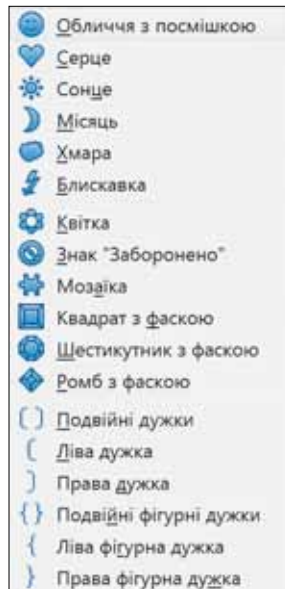 Обличчя з посмішкою
Серце
Сонце
Місяць
Хмара
Блискавка
Квітка
Знак "Заборонено"
Мозаїка
Квадрат з фаскою
Шестикутник з фаскою
Ромб з фаскою
Подвійні дужки
Ліва дужка
Права дужка
Подвійні фігурні дужки
Ліва фігурна дужка
Права фігурна дужка